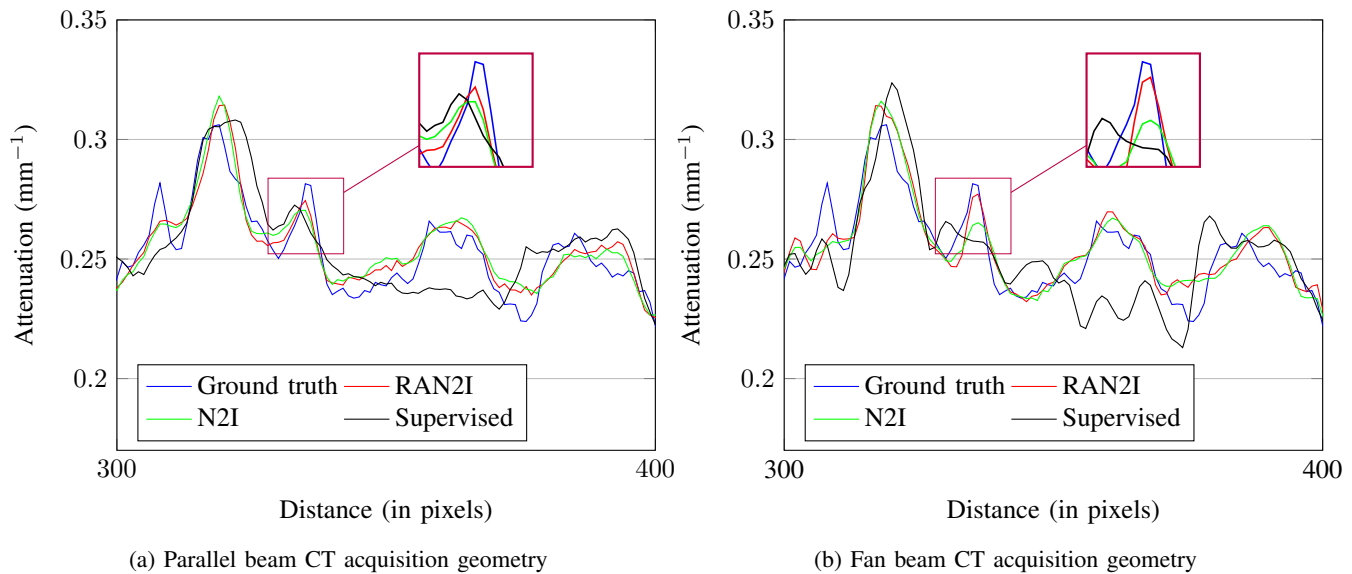 0.35
0.3
0.25
0.2
300
400
Attenuation (mm⁻¹)
Distance (in pixels)
Ground truth
RAN2I
N2I
Supervised
(a) Parallel beam CT acquisition geometry
0.35
0.3
0.25
0.2
300
400
Attenuation (mm⁻¹)
Distance (in pixels)
Ground truth
RAN2I
N2I
Supervised
(b) Fan beam CT acquisition geometry